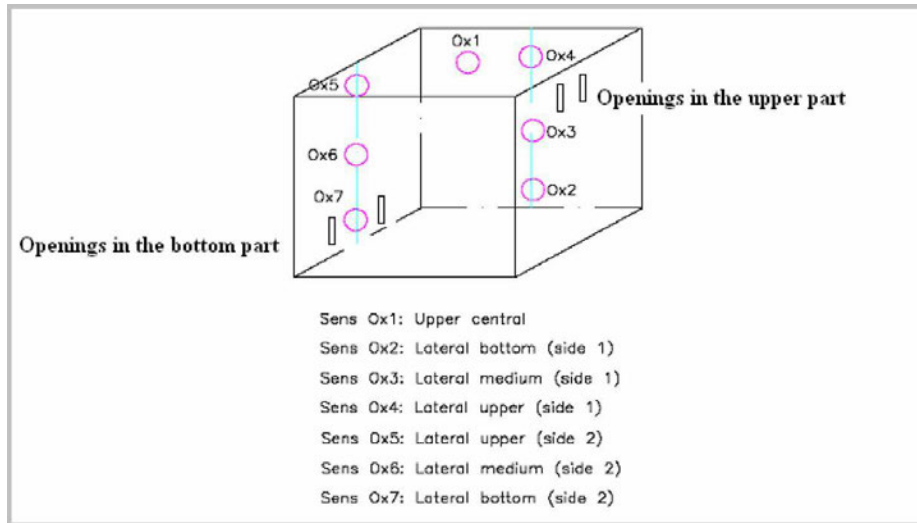 Ox1
Ox4
Ox5
Openings in the upper part
Ox3
Ox6
Ox7
Ox2
Openings in the bottom part
Sens Ox1: Upper central
Sens Ox2: Lateral bottom (side 1)
Sens Ox3: Lateral medium (side 1)
Sens Ox4: Lateral upper (side 1)
Sens Ox5: Lateral upper (side 2)
Sens Ox6: Lateral medium (side 2)
Sens Ox7: Lateral bottom (side 2)